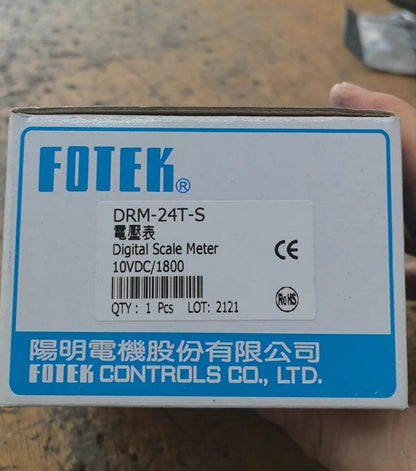 FOTEK®
DRM-24T-S
電壓表
Digital Scale Meter
10VDC/1800
CE
QTY: 1 Pcs LOT: 2121
RoHS
陽明電機股份有限公司
FOTEK CONTROLS CO., LTD.